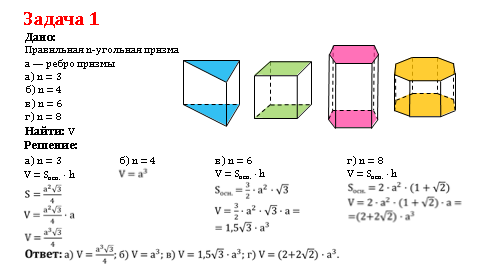 Задача 1
Дано:
Правильная n-угольная призма
a — ребро призмы
а) n = 3
б) n = 4
в) n = 6
г) n = 8
Найти: V
Решение:
а) n = 3
V = Sосн. · h
S = a²√3/4
V = a²√3/4 · a
V = a³√3/4
б) n = 4
V = a³
в) n = 6
V = Sосн. · h
Sосн. = 3/2 · a² · √3
V = 3/2 · a² · √3 · a =
= 1,5√3 · a³
г) n = 8
V = Sосн. · h
Sосн. = 2 · a² · (1 + √2)
V = 2 · a² · (1 + √2) · a =
=(2+2√2) · a³
Ответ: а) V = a³√3/4; б) V = a³; в) V = 1,5√3 · a³; г) V = (2+2√2) · a³.